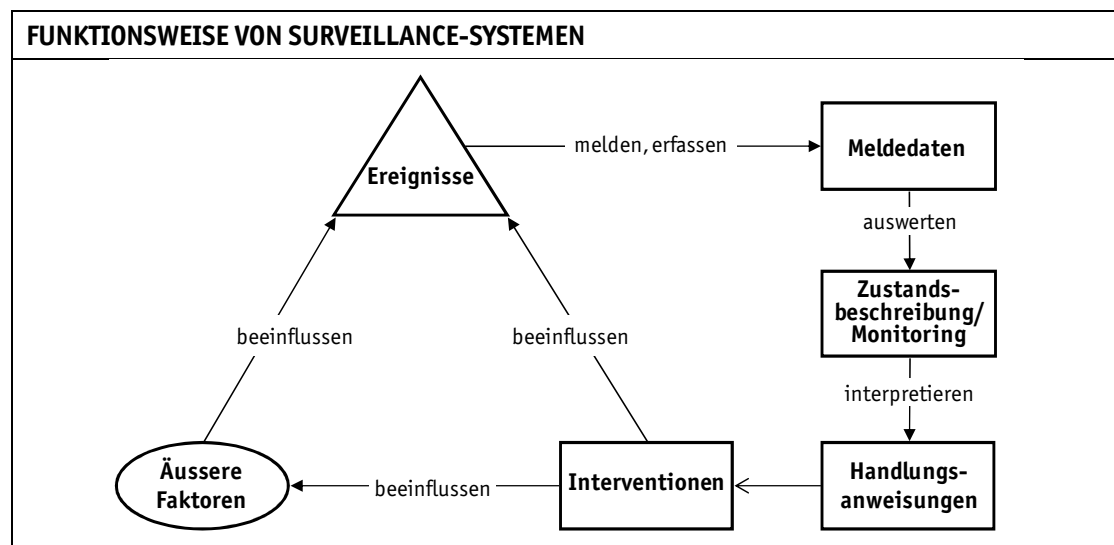 FUNKTIONSWEISE VON SURVEILLANCE-SYSTEMEN
Ereignisse
melden, erfassen
Meldedaten
auswerten
Zustands-
beschreibung/
Monitoring
beeinflussen
beeinflussen
interpretieren
Äussere
Faktoren
beeinflussen
Interventionen
Handlungs-
anweisungen